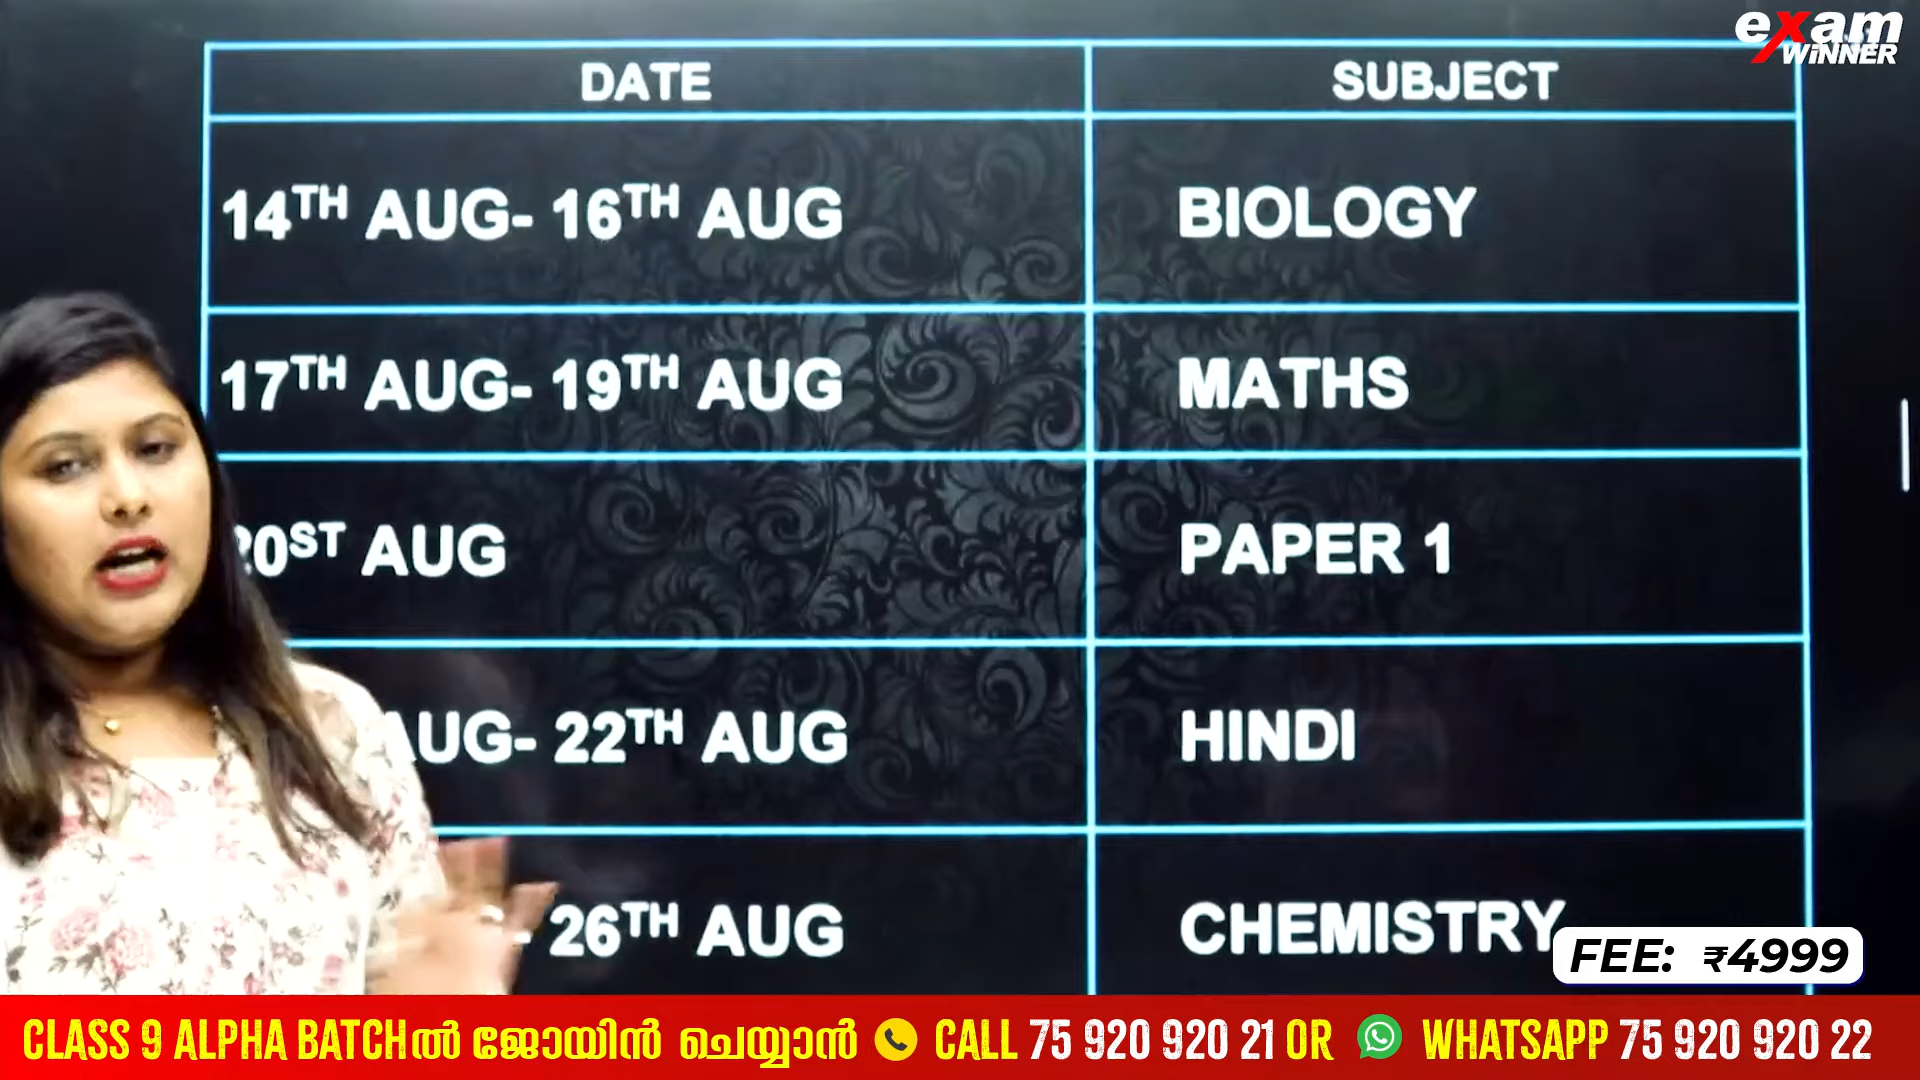 exam
WINNER
DATE SUBJECT
14TH AUG- 16TH AUG BIOLOGY
17TH AUG- 19TH AUG MATHS
20ST AUG PAPER 1
AUG- 22TH AUG HINDI
- 26TH AUG CHEMISTRY
FEE: ₹4999
CLASS 9 ALPHA BATCHൽ ജോയിൻ ചെയ്യാൻ CALL 75 920 920 21 OR WHATSAPP 75 920 920 22